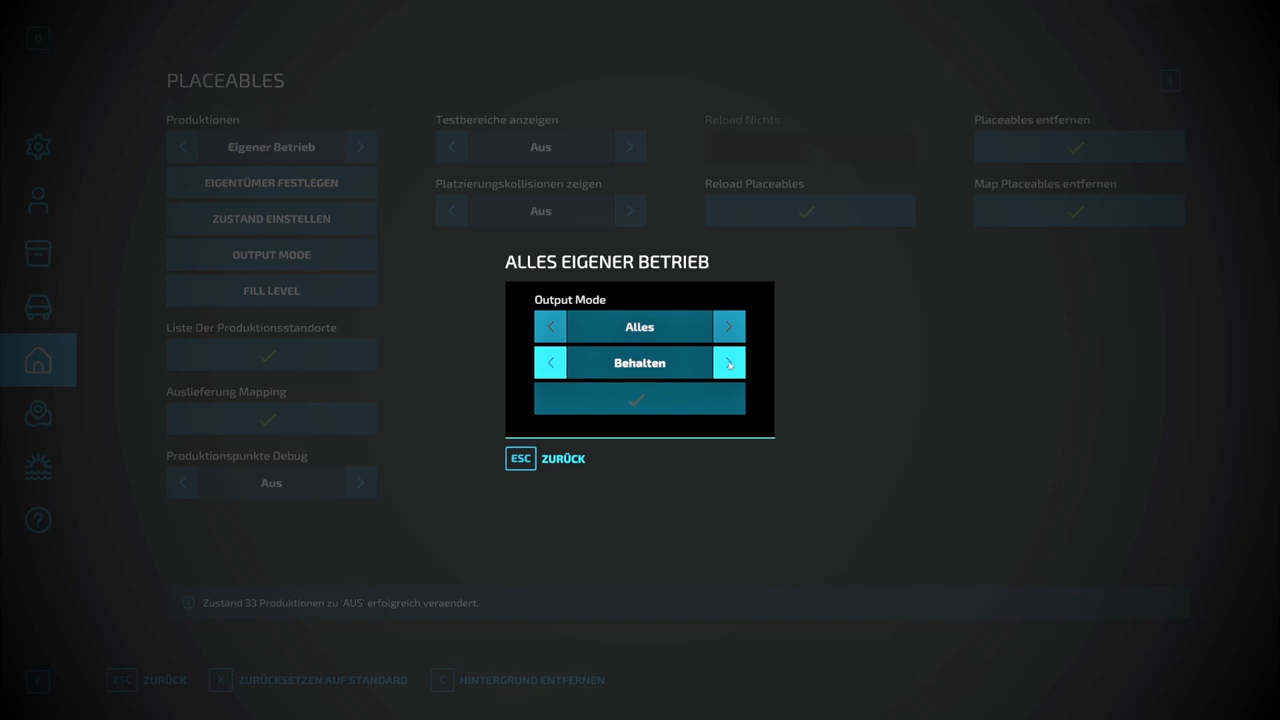 Q
PLACEABLES
i
Produktionen
Eigener Betrieb
EIGENTÜMER FESTLEGEN
ZUSTAND EINSTELLEN
OUTPUT MODE
FILL LEVEL
Liste Der Produktionsstandorte
Auslieferung Mapping
Produktionspunkte Debug
Aus
Testbereiche anzeigen
Aus
Platzierungskollisionen zeigen
Aus
Reload Nichts
Reload Placeables
Placeables entfernen
Map Placeables entfernen
ALLES EIGENER BETRIEB
Output Mode
Alles
Behalten
ESC ZURÜCK
Zustand 33 Produktionen zu 'AUS' erfolgreich veraendert.
E
ESC ZURÜCK X ZURÜCKSETZEN AUF STANDARD C HINTERGRUND ENTFERNEN